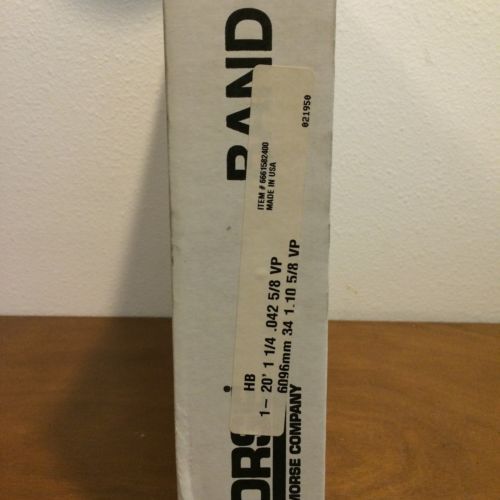 BAND
021950
ITEM # 6661582400
MADE IN USA
HB
1- 20' 1 1/4 .042 5/8 VP
6096mm 34 1.10 5/8 VP
MORSE COMPANY